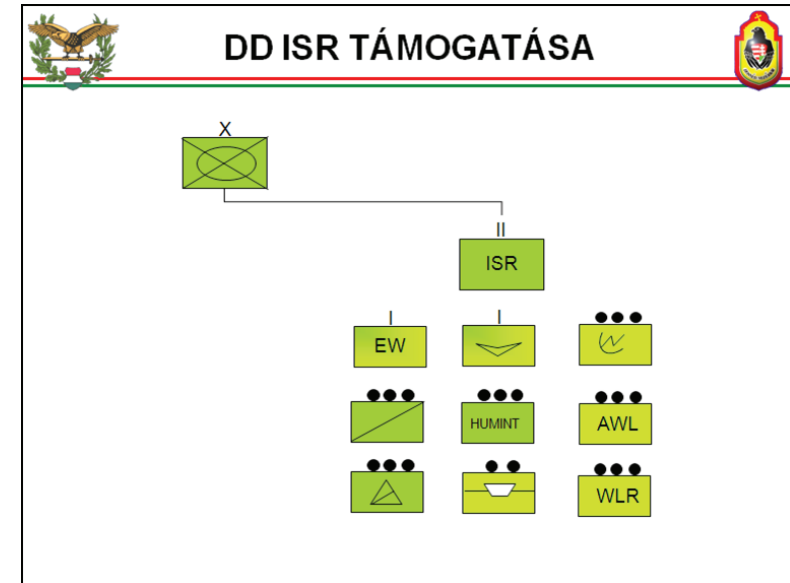 DD ISR TÁMOGATÁSA
X
II
ISR
I
I
EW
HUMINT
AWL
WLR